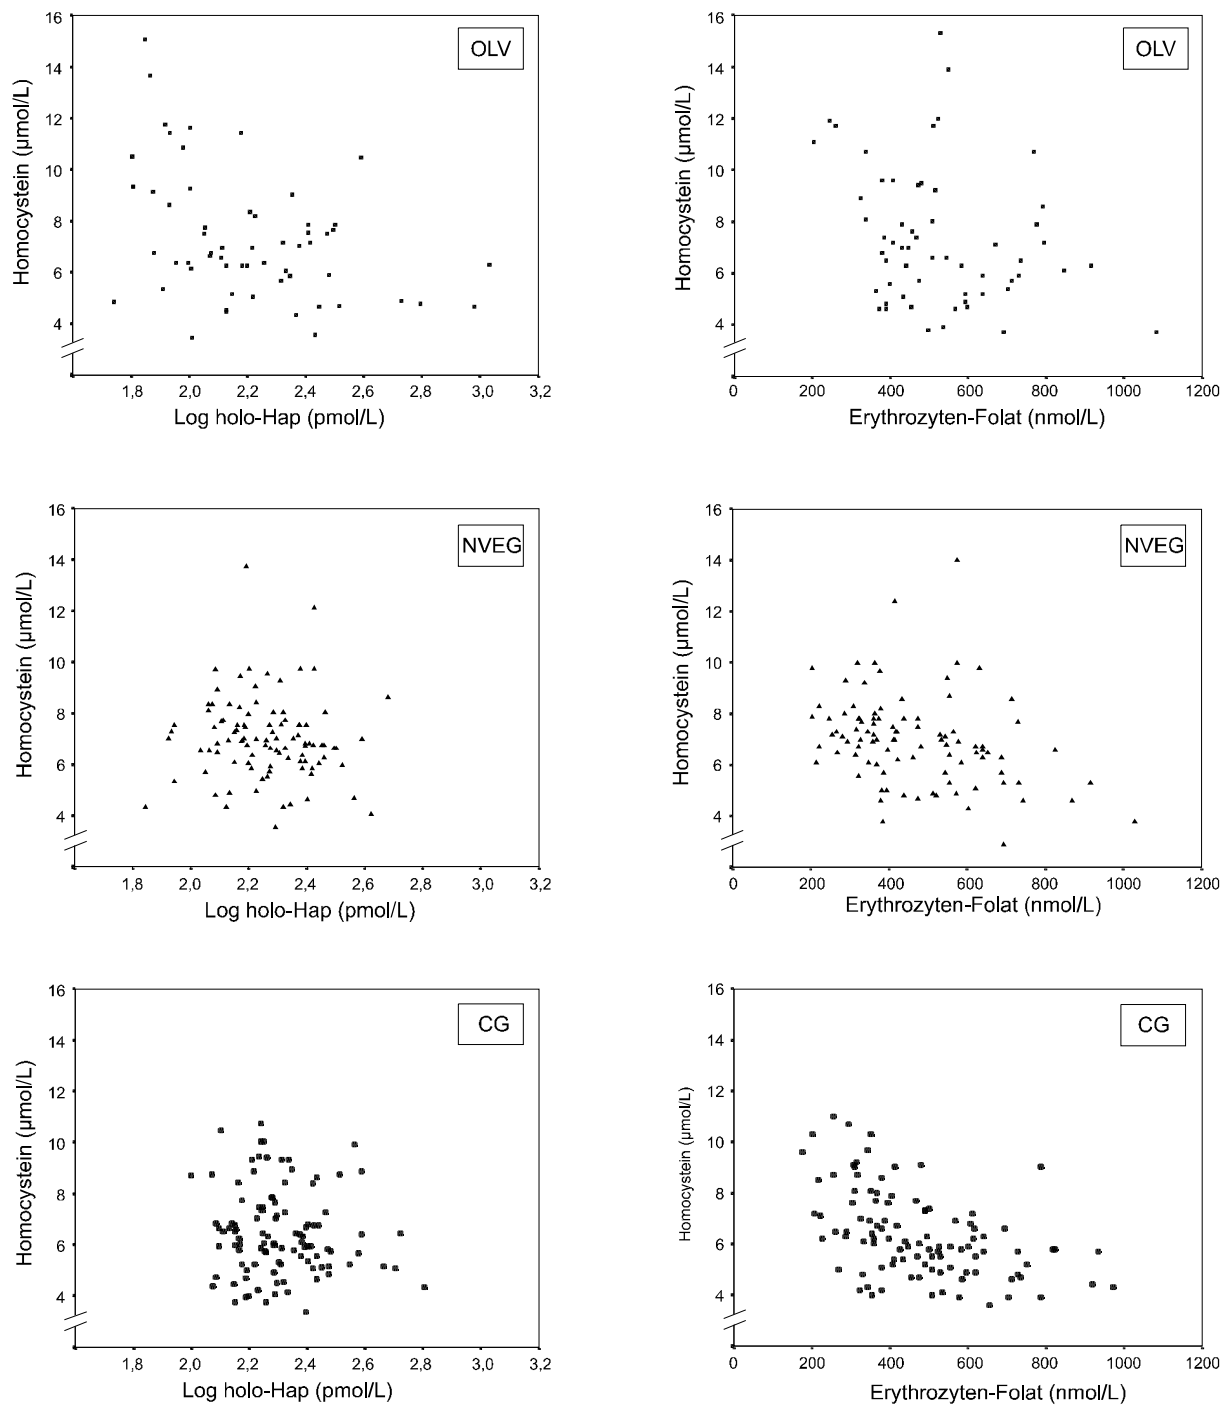 OLV
Homocystein (µmol/L)
16
14
12
10
8
6
4
1,8 2,0 2,2 2,4 2,6 2,8 3,0 3,2
Log holo-Hap (pmol/L)
OLV
Homocystein (µmol/L)
16
14
12
10
8
6
4
0 200 400 600 800 1000 1200
Erythrozyten-Folat (nmol/L)
NVEG
Homocystein (µmol/L)
16
14
12
10
8
6
4
1,8 2,0 2,2 2,4 2,6 2,8 3,0 3,2
Log holo-Hap (pmol/L)
NVEG
Homocystein (µmol/L)
16
14
12
10
8
6
4
0 200 400 600 800 1000 1200
Erythrozyten-Folat (nmol/L)
CG
Homocystein (µmol/L)
16
14
12
10
8
6
4
1,8 2,0 2,2 2,4 2,6 2,8 3,0 3,2
Log holo-Hap (pmol/L)
CG
Homocystein (µmol/L)
16
14
12
10
8
6
4
0 200 400 600 800 1000 1200
Erythrozyten-Folat (nmol/L)